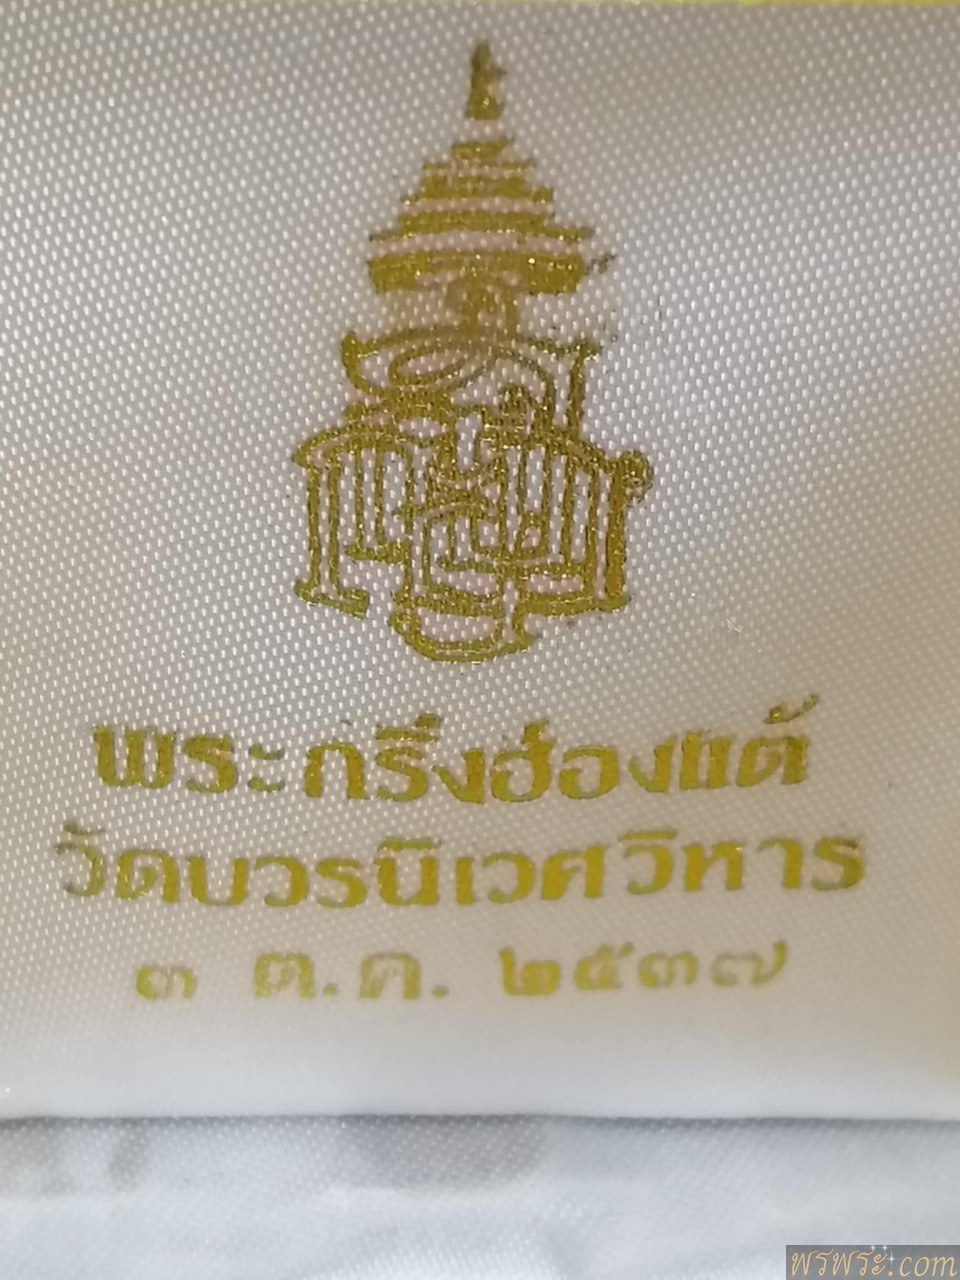 พระกริ่งฮ่องแต้
วัดบวรนิเวศวิหาร
๓ ต.ค. ๒๕๓๗
พรพระ.com